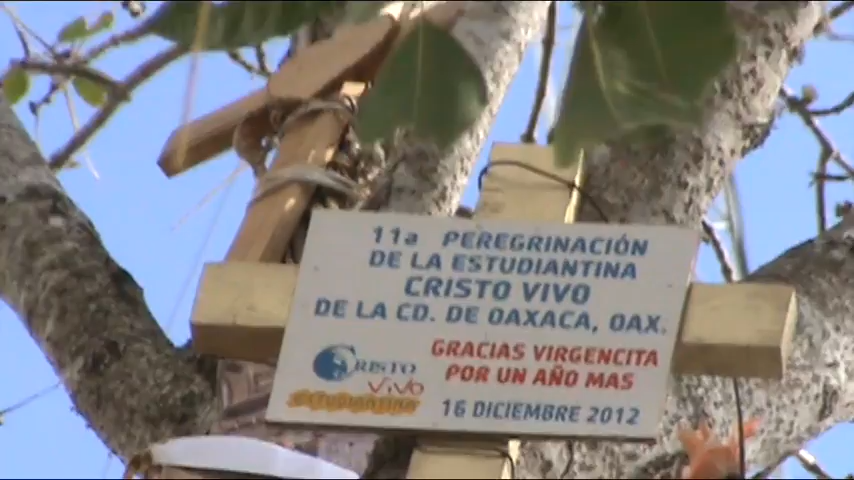 11a PEREGRINACIÓN
DE LA ESTUDIANTINA
CRISTO VIVO
DE LA CD. DE OAXACA, OAX.
GRACIAS VIRGENCITA
POR UN AÑO MAS
16 DICIEMBRE 2012
CRISTO
VIVO
ESTUDIANTINA